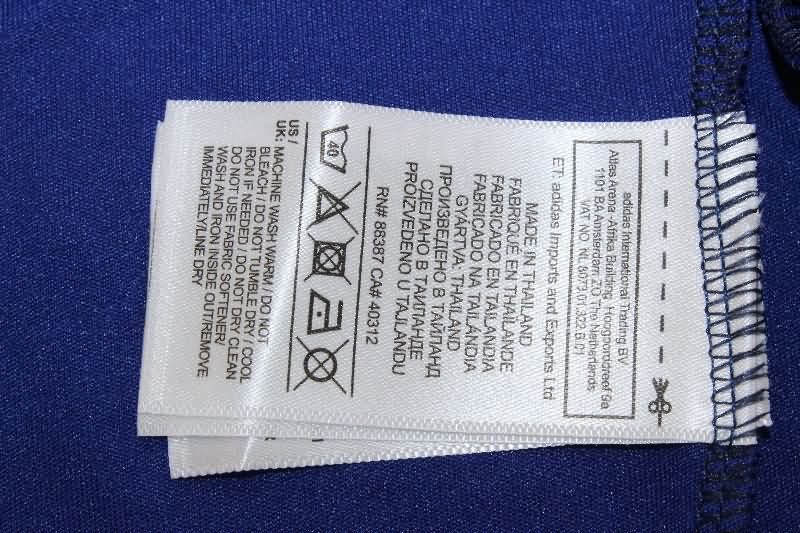 adidas International Trading BV
Atlas Arena -Afrika Building, Hoogoorddreef 9a
1101 BA Amsterdam Z/O The Netherlands
VAT NO. NL 8073.01.322.B.01
ET: adidas Imports and Exports Ltd
MADE IN THAILAND
FABRIQUÉ EN THAÏLANDE
FABRICADO EN TAILANDIA
FABRICADO NA TAILÂNDIA
GYÁRTVA: THAILAND
ПРОИЗВЕДЕНО В ТАЙЛАНД
СДЕЛАНО В ТАИЛАНДЕ
PROIZVEDENO U TAJLANDU
RN# 88387 CA# 40312
40
US /
UK: MACHINE WASH WARM / DO NOT
BLEACH / DO NOT TUMBLE DRY / COOL
IRON IF NEEDED / DO NOT DRY CLEAN
DO NOT USE FABRIC SOFTENER/
WASH AND IRON INSIDE OUT/REMOVE
IMMEDIATELY/LINE DRY